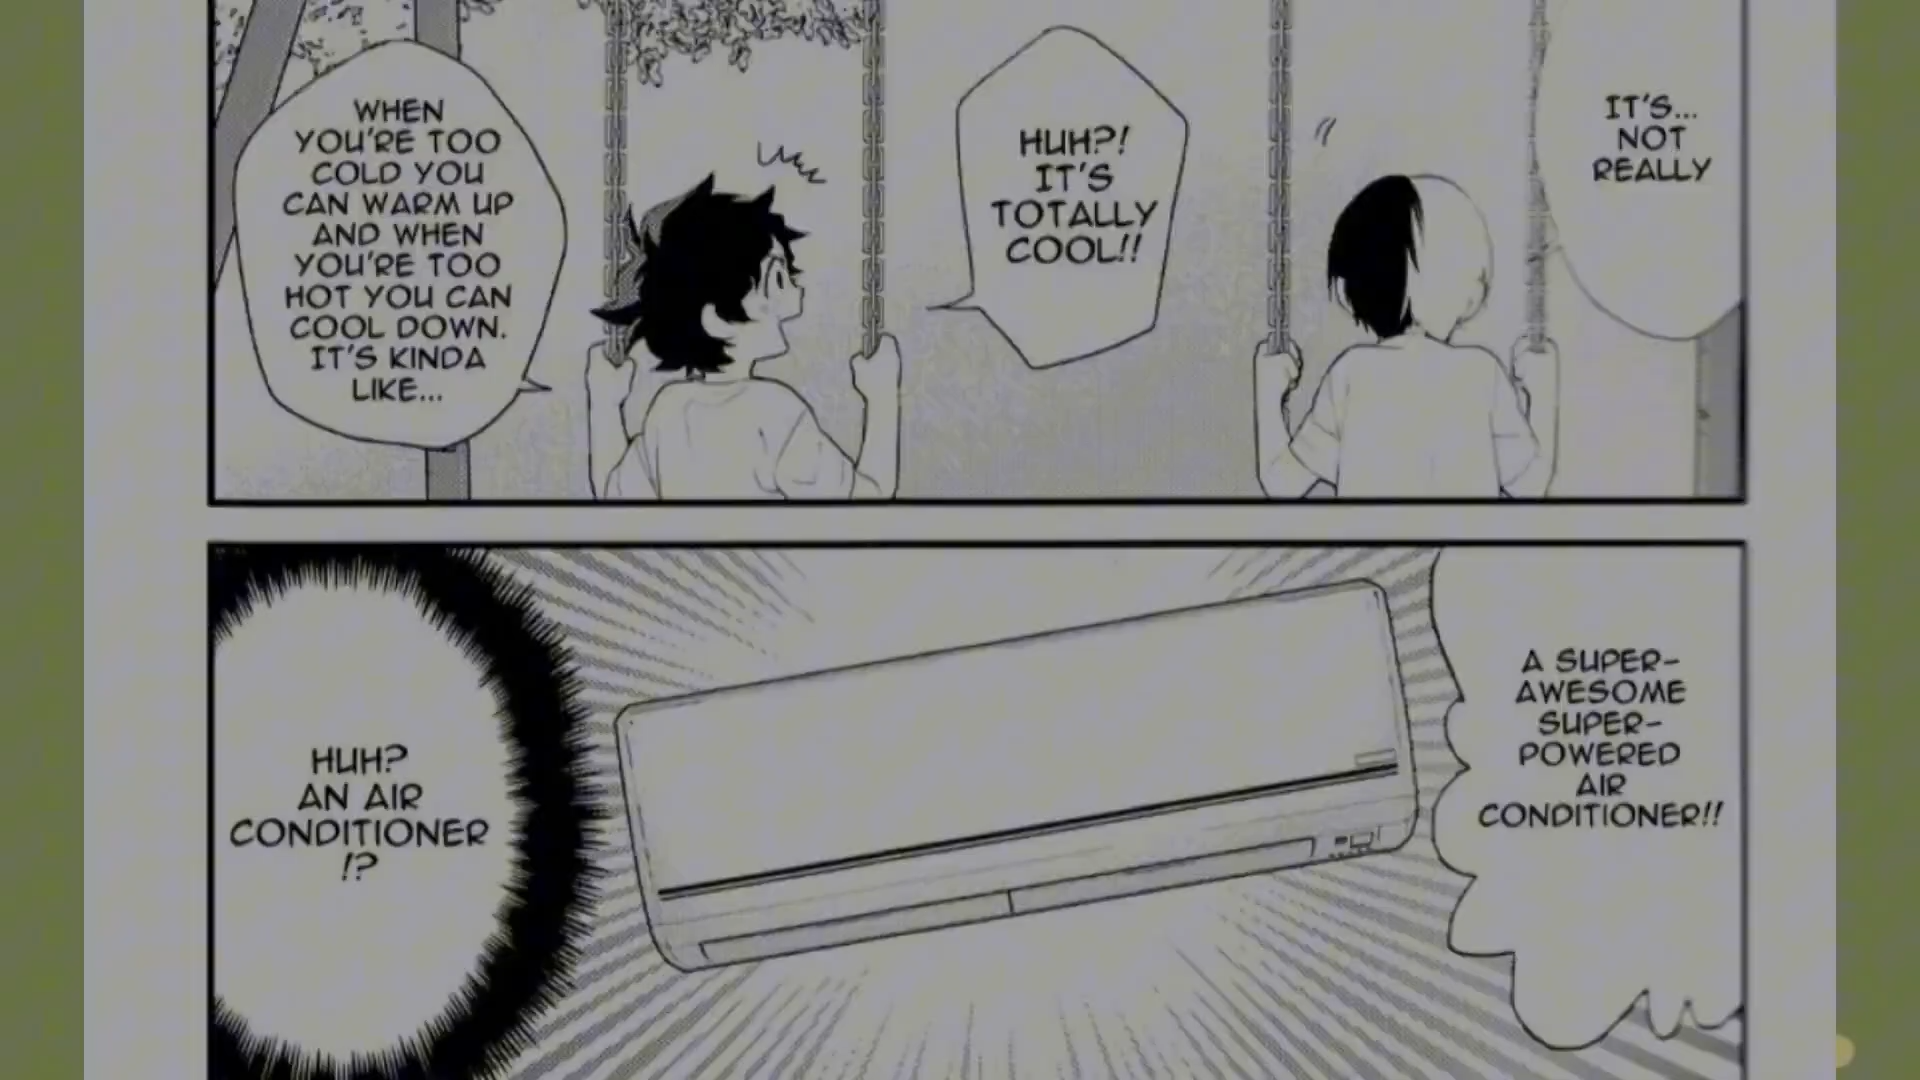 IT'S...
NOT
REALLY
HUH?!
IT'S
TOTALLY
COOL!!
WHEN
YOU'RE TOO
COLD YOU
CAN WARM UP
AND WHEN
YOU'RE TOO
HOT YOU CAN
COOL DOWN.
IT'S KINDA
LIKE...
A SUPER-
AWESOME
SUPER-
POWERED
AIR
CONDITIONER!!
HUH?
AN AIR
CONDITIONER
!?